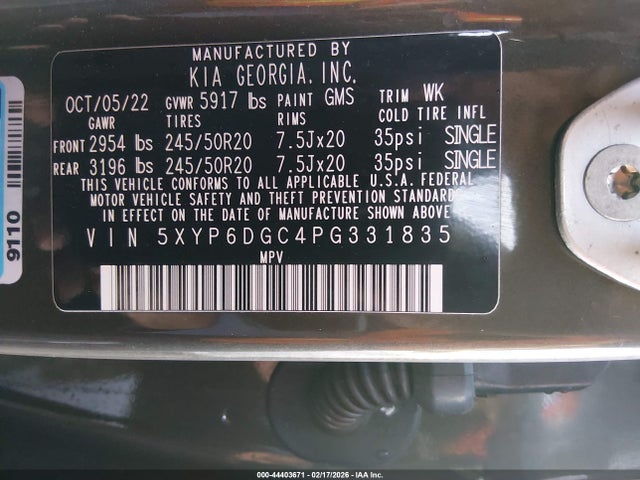 MANUFACTURED BY
KIA GEORGIA, INC.
OCT/05/22 GVWR 5917 lbs PAINT GMS TRIM WK
GAWR TIRES RIMS COLD TIRE INFL
FRONT 2954 lbs 245/50R20 7.5Jx20 35psi SINGLE
REAR 3196 lbs 245/50R20 7.5Jx20 35psi SINGLE
THIS VEHICLE CONFORMS TO ALL APPLICABLE U.S.A. FEDERAL
MOTOR VEHICLE SAFETY AND THEFT PREVENTION STANDARDS
IN EFFECT ON THE DATE OF MANUFACTURE SHOWN ABOVE
VIN 5XYP6DGC4PG331835
MPV
9110
000-44403671 - 02/17/2026 - IAA Inc.